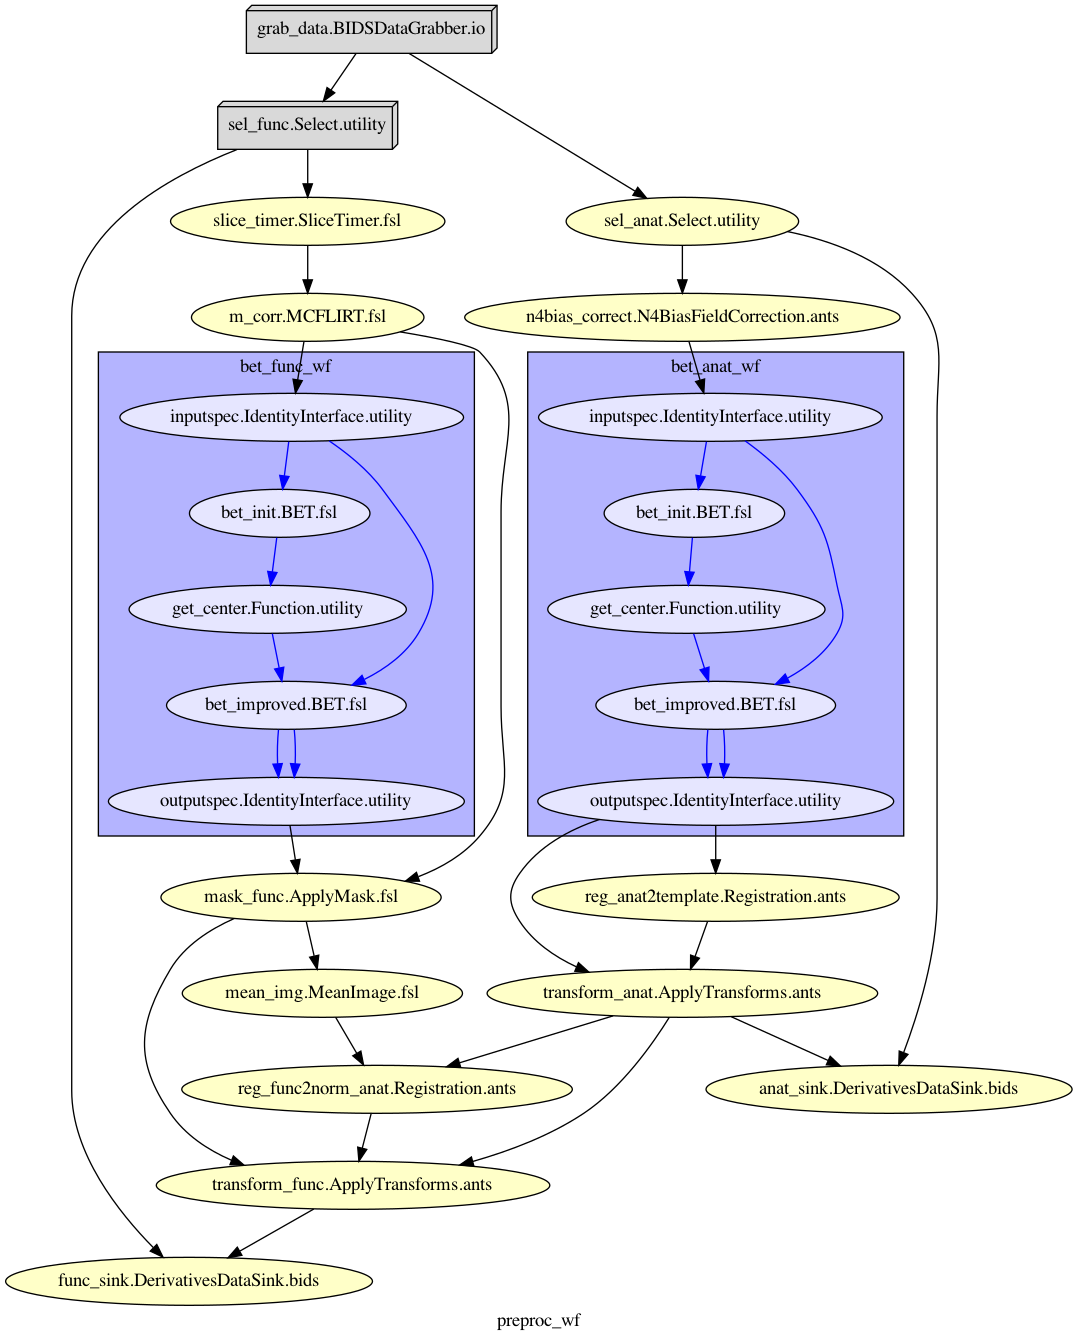 grab_data.BIDSDataGrabber.io
sel_func.Select.utility
slice_timer.SliceTimer.fsl
sel_anat.Select.utility
m_corr.MCFLIRT.fsl
n4bias_correct.N4BiasFieldCorrection.ants
bet_func_wf
inputspec.IdentityInterface.utility
bet_init.BET.fsl
get_center.Function.utility
bet_improved.BET.fsl
outputspec.IdentityInterface.utility
bet_anat_wf
inputspec.IdentityInterface.utility
bet_init.BET.fsl
get_center.Function.utility
bet_improved.BET.fsl
outputspec.IdentityInterface.utility
mask_func.ApplyMask.fsl
reg_anat2template.Registration.ants
mean_img.MeanImage.fsl
transform_anat.ApplyTransforms.ants
reg_func2norm_anat.Registration.ants
anat_sink.DerivativesDataSink.bids
transform_func.ApplyTransforms.ants
func_sink.DerivativesDataSink.bids
preproc_wf